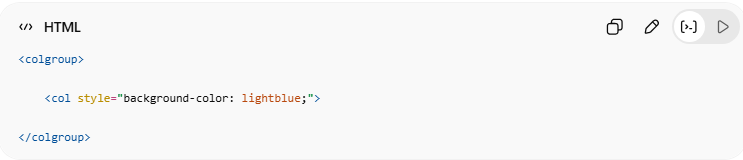 </> HTML
<colgroup>
<col style="background-color: lightblue;">
</colgroup>